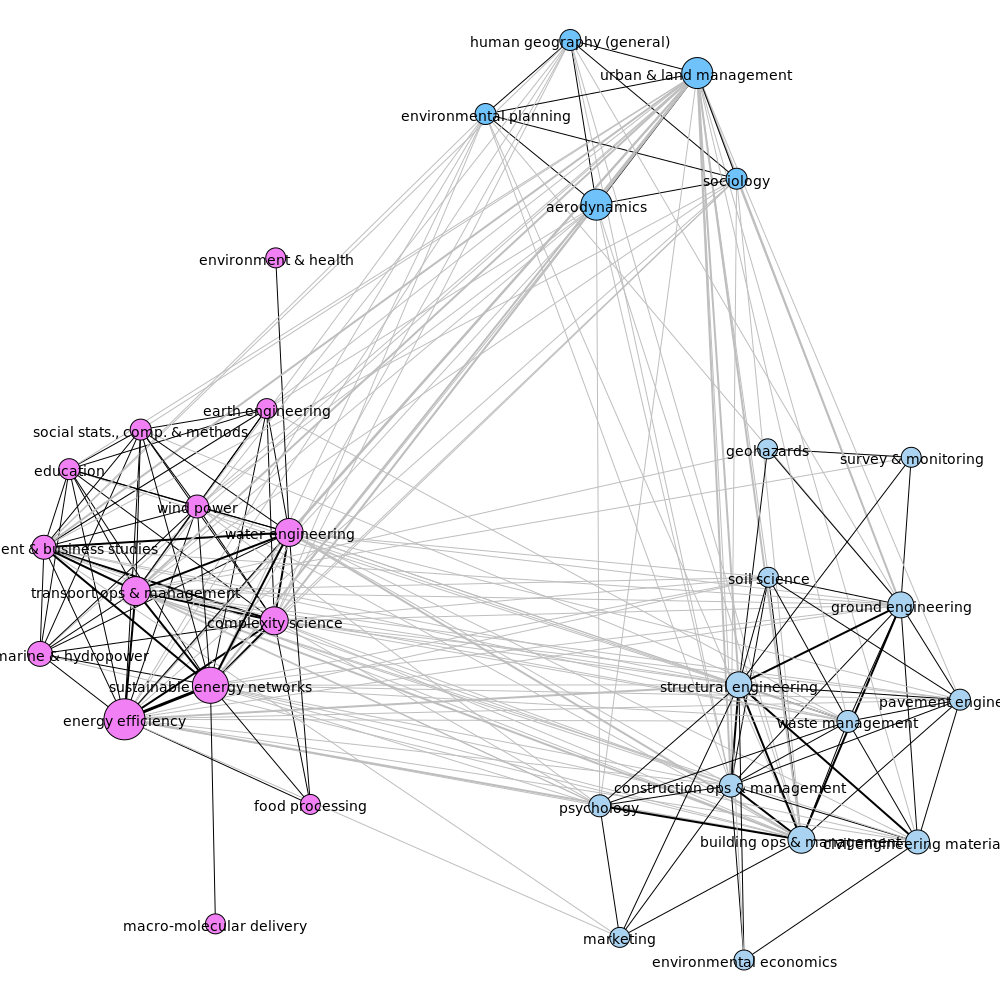 human geography (general)
urban & land management
environmental planning
sociology
aerodynamics
environment & health
earth engineering
social stats., comp. & methods
geohazards
survey & monitoring
education
wind power
water engineering
ent & business studies
soil science
transport ops & management
ground engineering
complexity science
marine & hydropower
sustainable energy networks
structural engineering
pavement engine
energy efficiency
waste management
construction ops & management
food processing
psychology
building ops & management
civil engineering materia
macro-molecular delivery
marketing
environmental economics